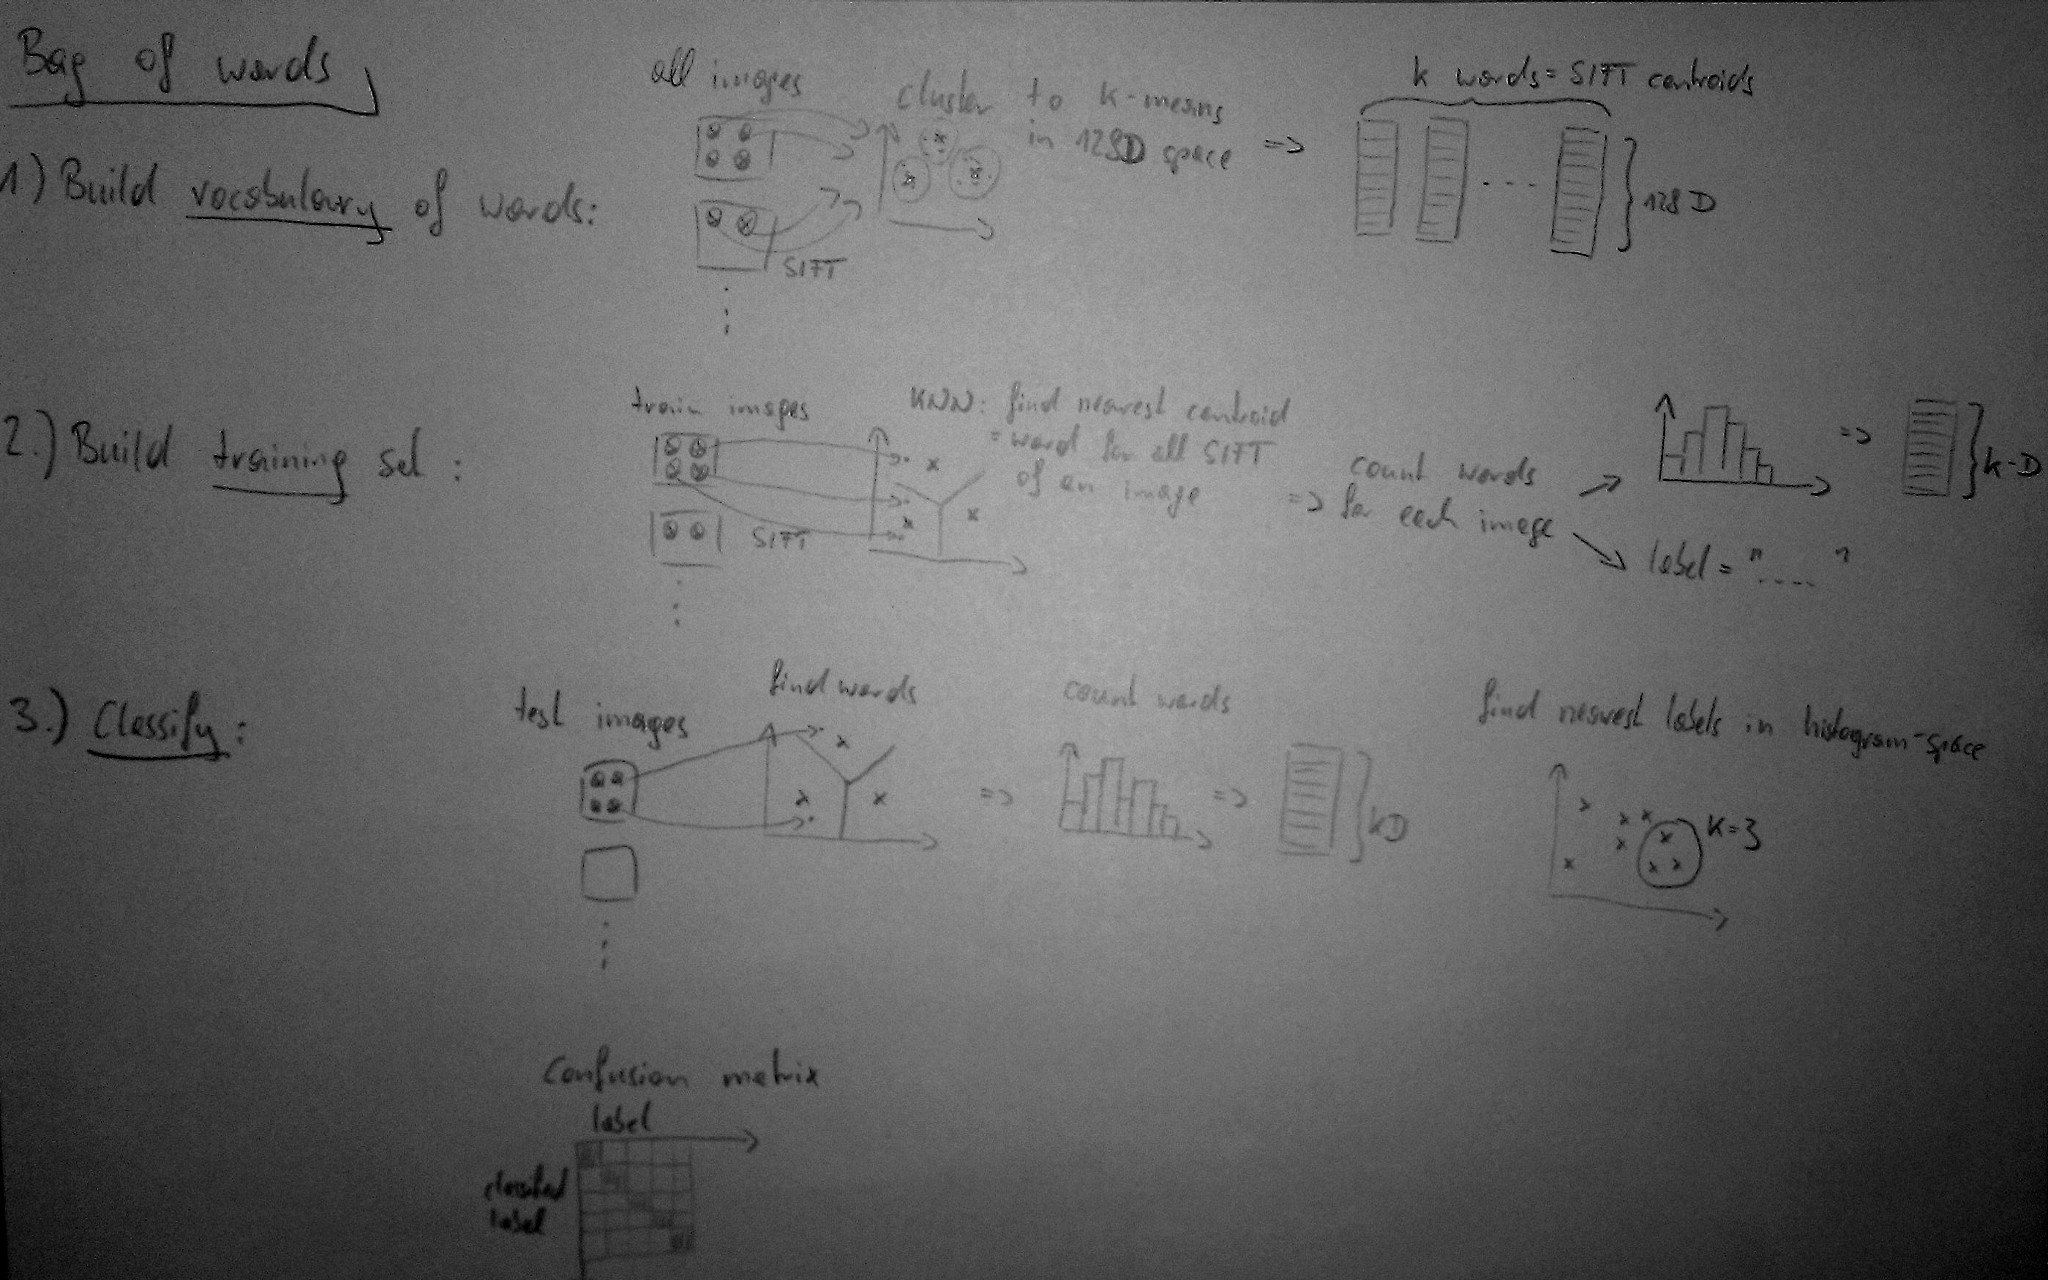 Bag of words
all images
cluster to k-means
in 128D space
=>
k words = SIFT centroids
1) Build vocabulary of words:
128 D
SIFT
train images
KNN: find nearest centroid
= word for all SIFT
of an image
2.) Build training set :
=> count words
for each image
=>
k-D
SIFT
label = "...."
3.) Classify:
test images
find words
count words
find nearest labels in histogram-space
=>
=>
kD
K=3
Confusion matrix
label
classified
label